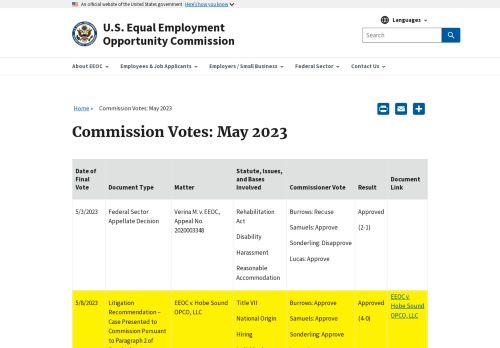 An official website of the United States government Here's how you know
U.S. Equal Employment
Opportunity Commission
Languages
Search
About EEOC
Employees & Job Applicants
Employers / Small Business
Federal Sector
Contact Us
Home » Commission Votes: May 2023
Commission Votes: May 2023
Date of Final Vote
Document Type
Matter
Statute, Issues, and Bases Involved
Commissioner Vote
Result
Document Link
5/3/2023
Federal Sector Appellate Decision
Verina M. v. EEOC, Appeal No. 2020003348
Rehabilitation Act
Disability
Harassment
Reasonable Accommodation
Burrows: Recuse
Samuels: Approve
Sonderling: Disapprove
Lucas: Approve
Approved
(2-1)
5/8/2023
Litigation Recommendation – Case Presented to Commission Pursuant to Paragraph 2 of
EEOC v. Hobe Sound OPCO, LLC
Title VII
National Origin
Hiring
Burrows: Approve
Samuels: Approve
Sonderling: Approve
Approved
(4-0)
EEOC v. Hobe Sound OPCO, LLC